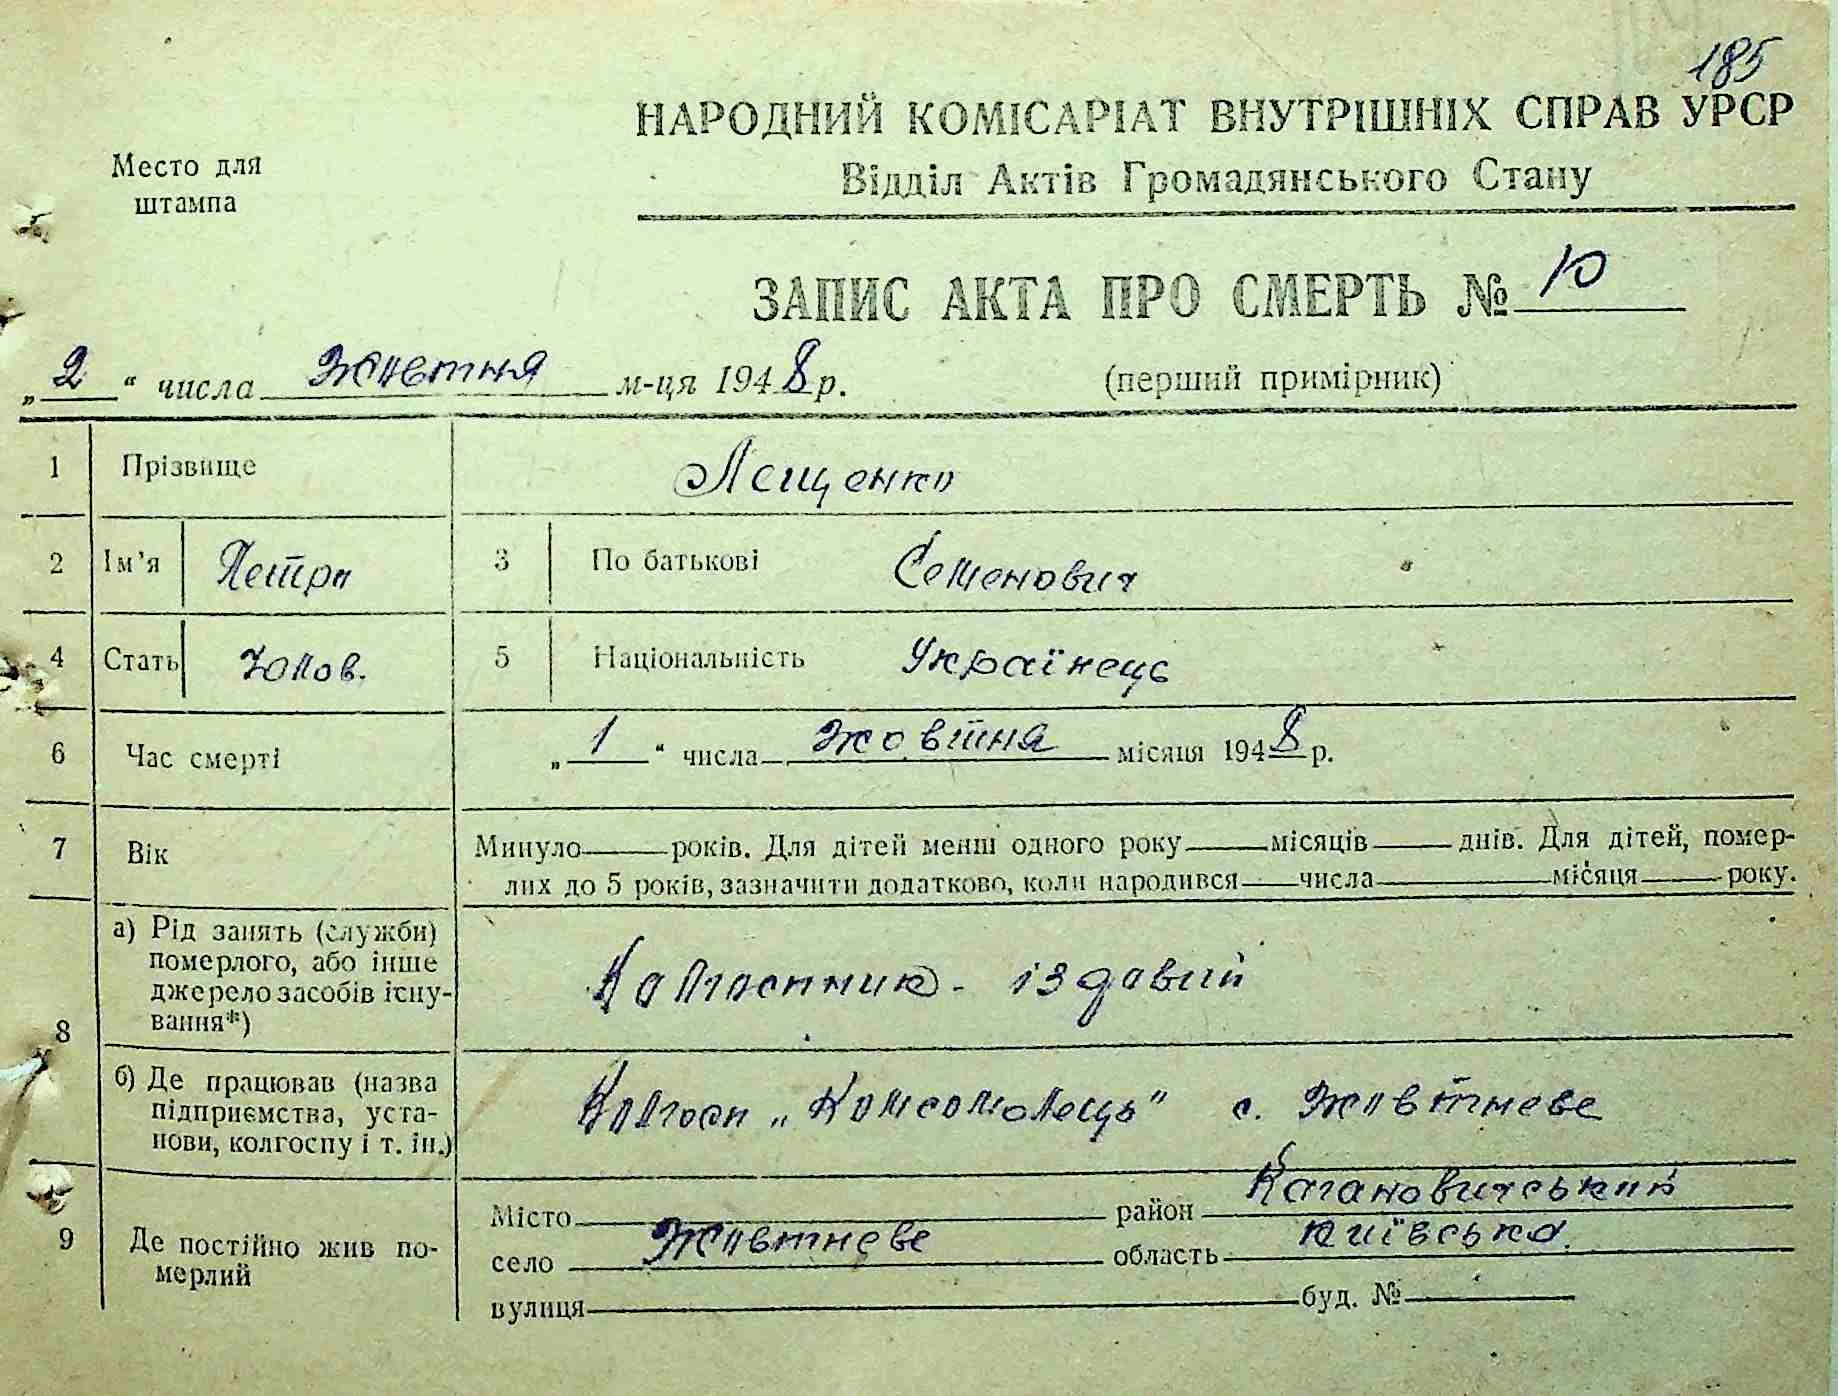 185
НАРОДНИЙ КОМІСАРІАТ ВНУТРІШНІХ СПРАВ УРСР
Место для штампа
Відділ Актів Громадянського Стану
ЗАПИС АКТА ПРО СМЕРТЬ № 10
„2“ числа Жовтня м-ця 1948 р. (перший примірник)
1 Прізвище Лещенко
2 Ім’я Петро 3 По батькові Семенович
4 Стать Чолов. 5 Національність Українець
6 Час смерті „1“ числа Жовтня місяця 1948 р.
7 Вік Минуло років. Для дітей менш одного року місяців днів. Для дітей, помер-
лих до 5 років, зазначити додатково, коли народився числа місяця року.
8 а) Рід занять (служби)
померлого, або інше
джерело засобів існу-
вання*)
Колгоспник - їздовий
б) Де працював (назва
підприємства, уста-
нови, колгоспу і т. ін.)
Колгосп „Комсомолець" с. Жовтневе
9 Де постійно жив по-
мерлий
Місто район Кагановичський
село Жовтневе область Київська.
вулиця буд. №